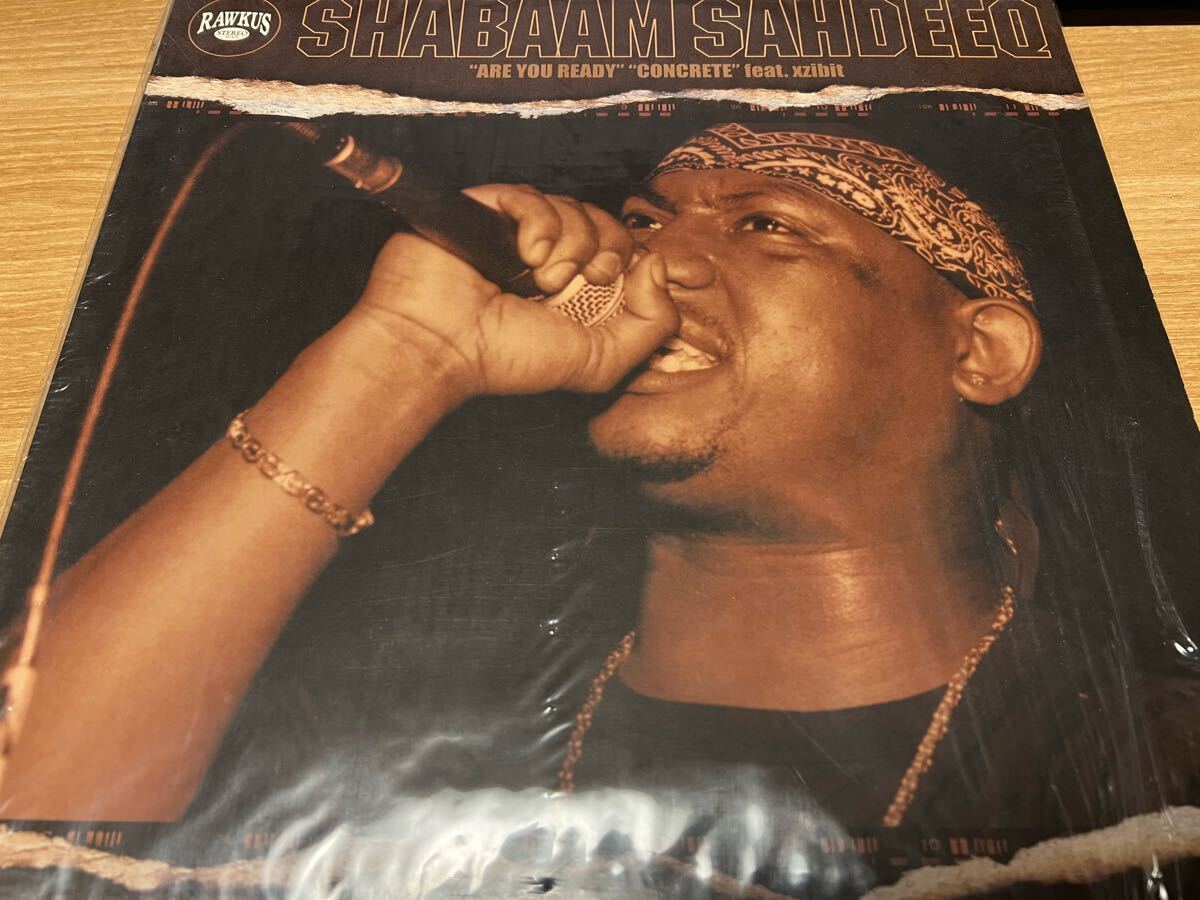 RAWKUS
STEREO
SHABAAM SAHDEEQ
"ARE YOU READY" "CONCRETE" feat. xzibit